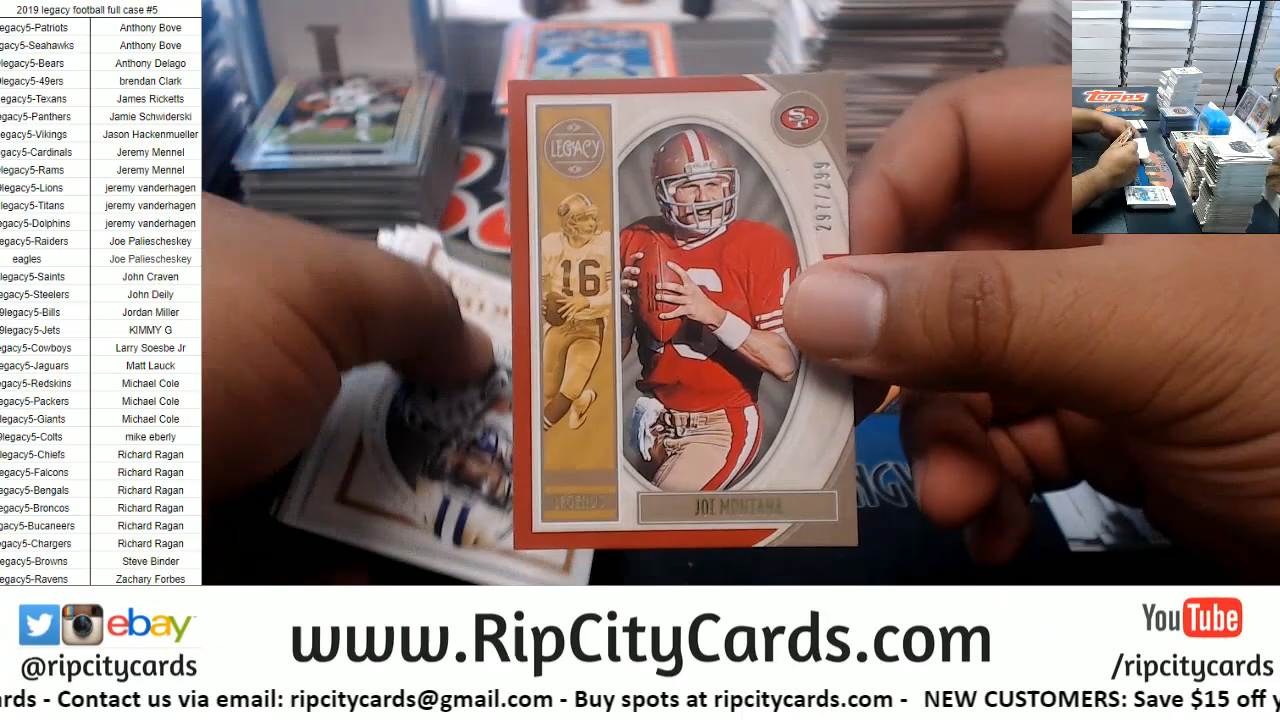 2019 legacy football full case #5
egacy5-Patriots Anthony Bove
egacy5-Seahawks Anthony Bove
legacy5-Bears Anthony Delago
legacy5-49ers brendan Clark
egacy5-Texans James Ricketts
egacy5-Panthers Jamie Schwiderski
egacy5-Vikings Jason Hackenmueller
egacy5-Cardinals Jeremy Mennel
legacy5-Rams Jeremy Mennel
9legacy5-Lions jeremy vanderhagen
legacy5-Titans jeremy vanderhagen
egacy5-Dolphins jeremy vanderhagen
egacy5-Raiders Joe Paliescheskey
eagles Joe Paliescheskey
legacy5-Saints John Craven
egacy5-Steelers John Deily
9legacy5-Bills Jordan Miller
9legacy5-Jets KIMMY G
egacy5-Cowboys Larry Soesbe Jr
egacy5-Jaguars Matt Lauck
egacy5-Redskins Michael Cole
egacy5-Packers Michael Cole
legacy5-Giants Michael Cole
9legacy5-Colts mike eberly
egacy5-Chiefs Richard Ragan
egacy5-Falcons Richard Ragan
egacy5-Bengals Richard Ragan
egacy5-Broncos Richard Ragan
gacy5-Bucaneers Richard Ragan
egacy5-Chargers Richard Ragan
egacy5-Browns Steve Binder
egacy5-Ravens Zachary Forbes
LEGACY
SF
297/299
16
LEGENDS
JOE MONTANA
TOPPS
ebay
@ripcitycards
www.RipCityCards.com
YouTube
/ripcitycards
ards - Contact us via email: ripcitycards@gmail.com - Buy spots at ripcitycards.com - NEW CUSTOMERS: Save $15 off y